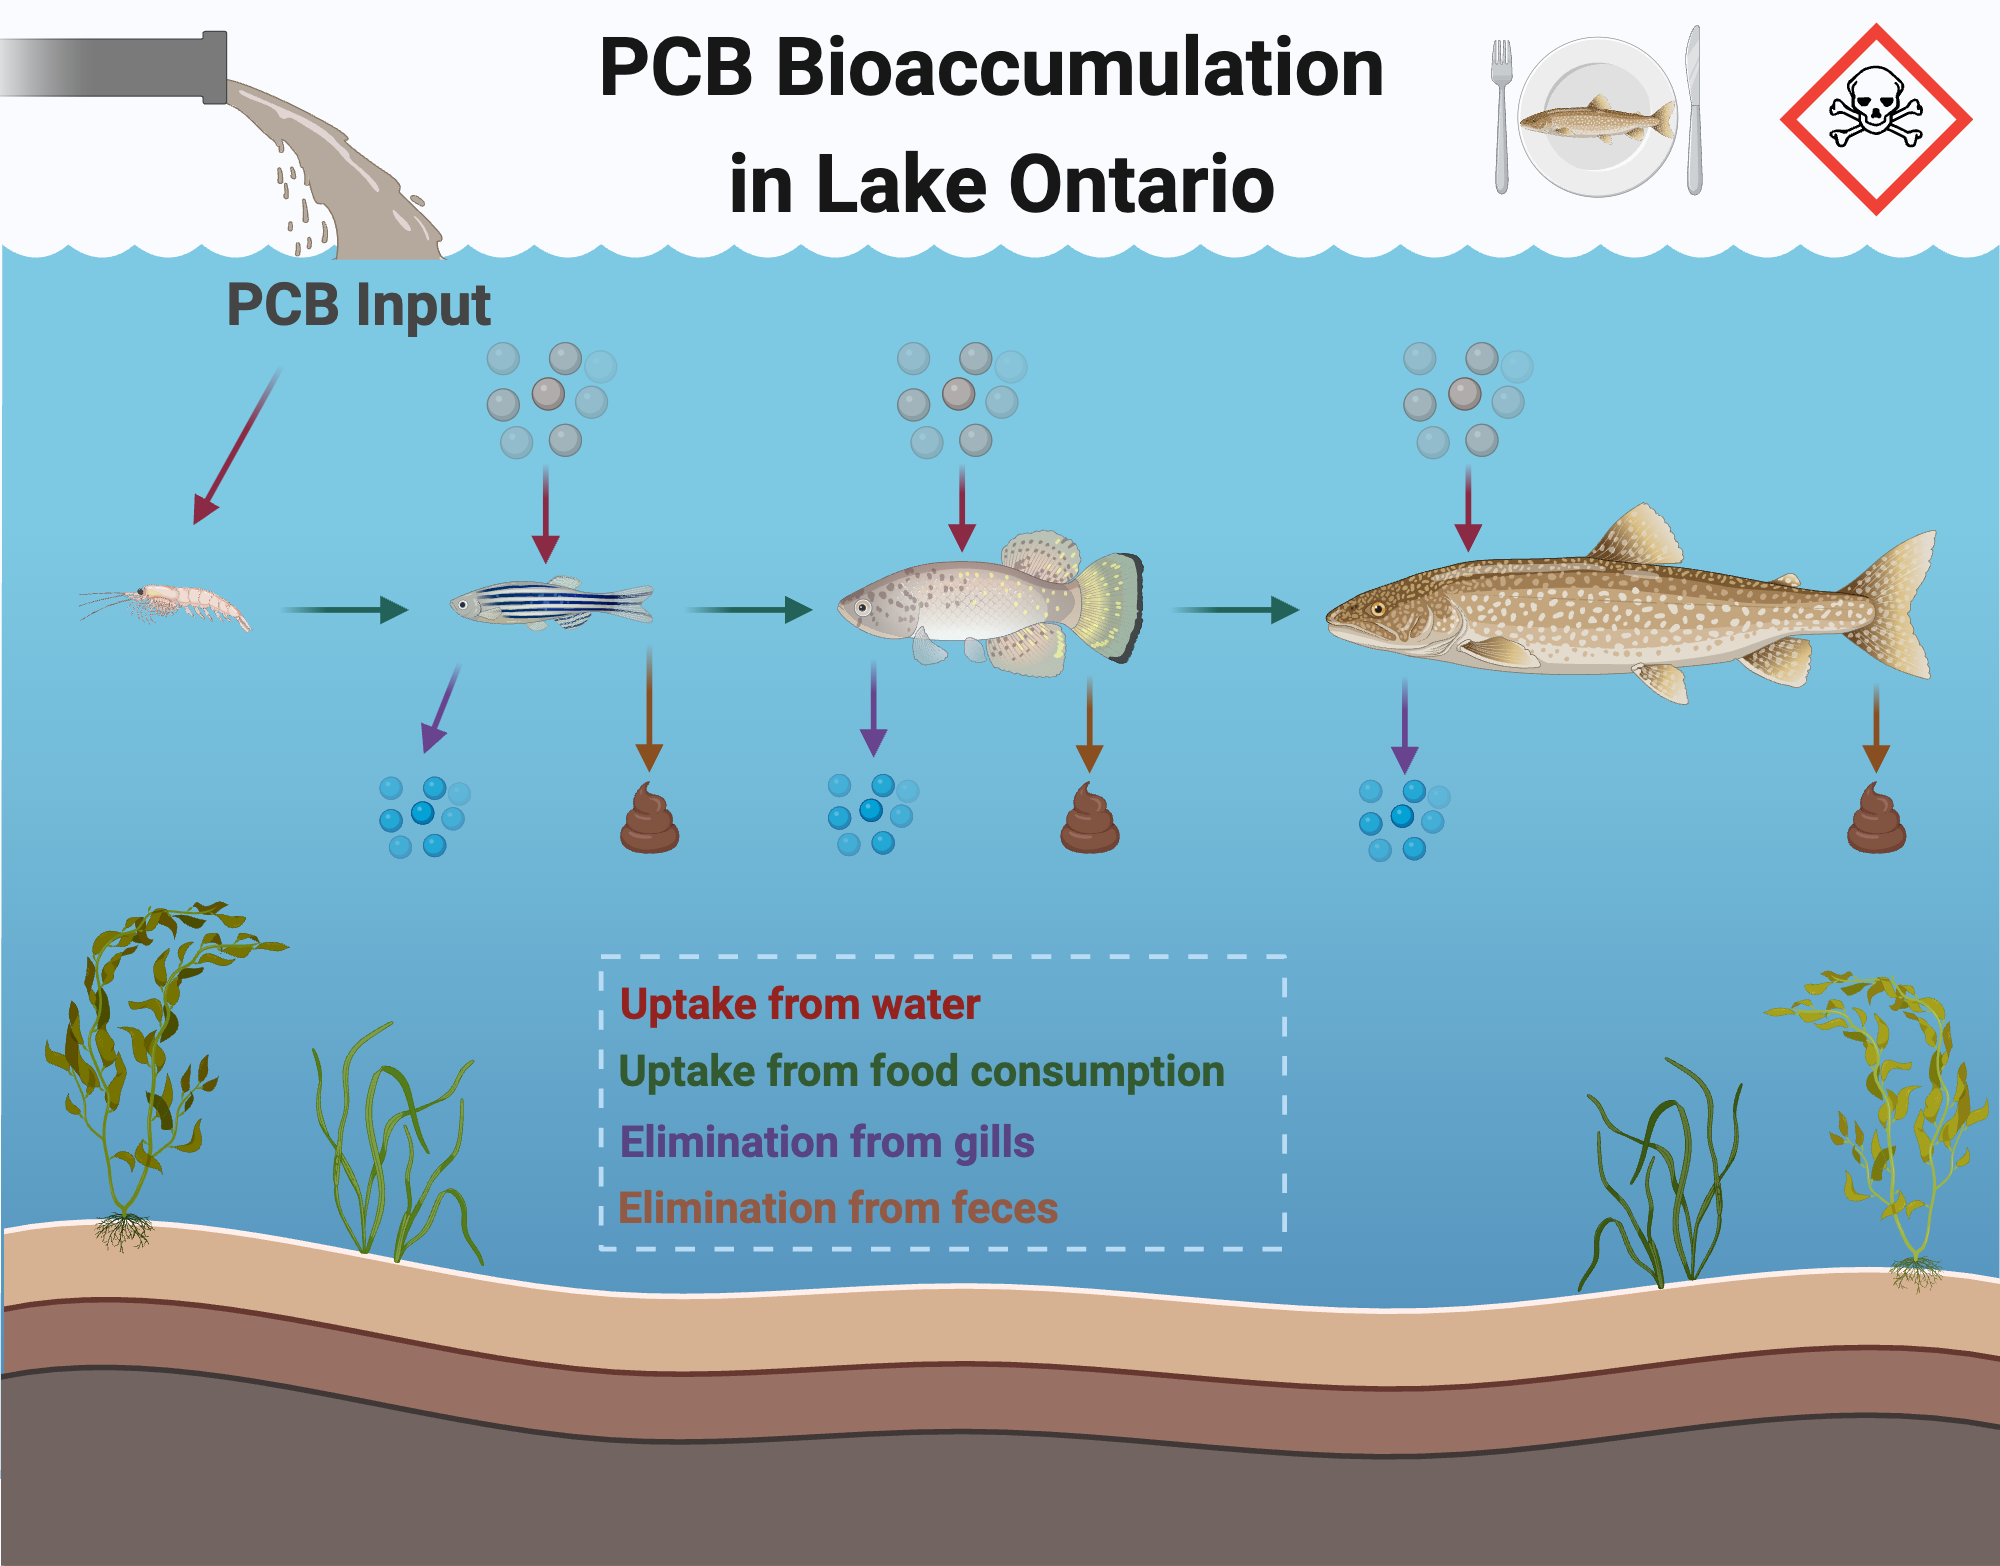 PCB Bioaccumulation
in Lake Ontario
PCB Input
Uptake from water
Uptake from food consumption
Elimination from gills
Elimination from feces